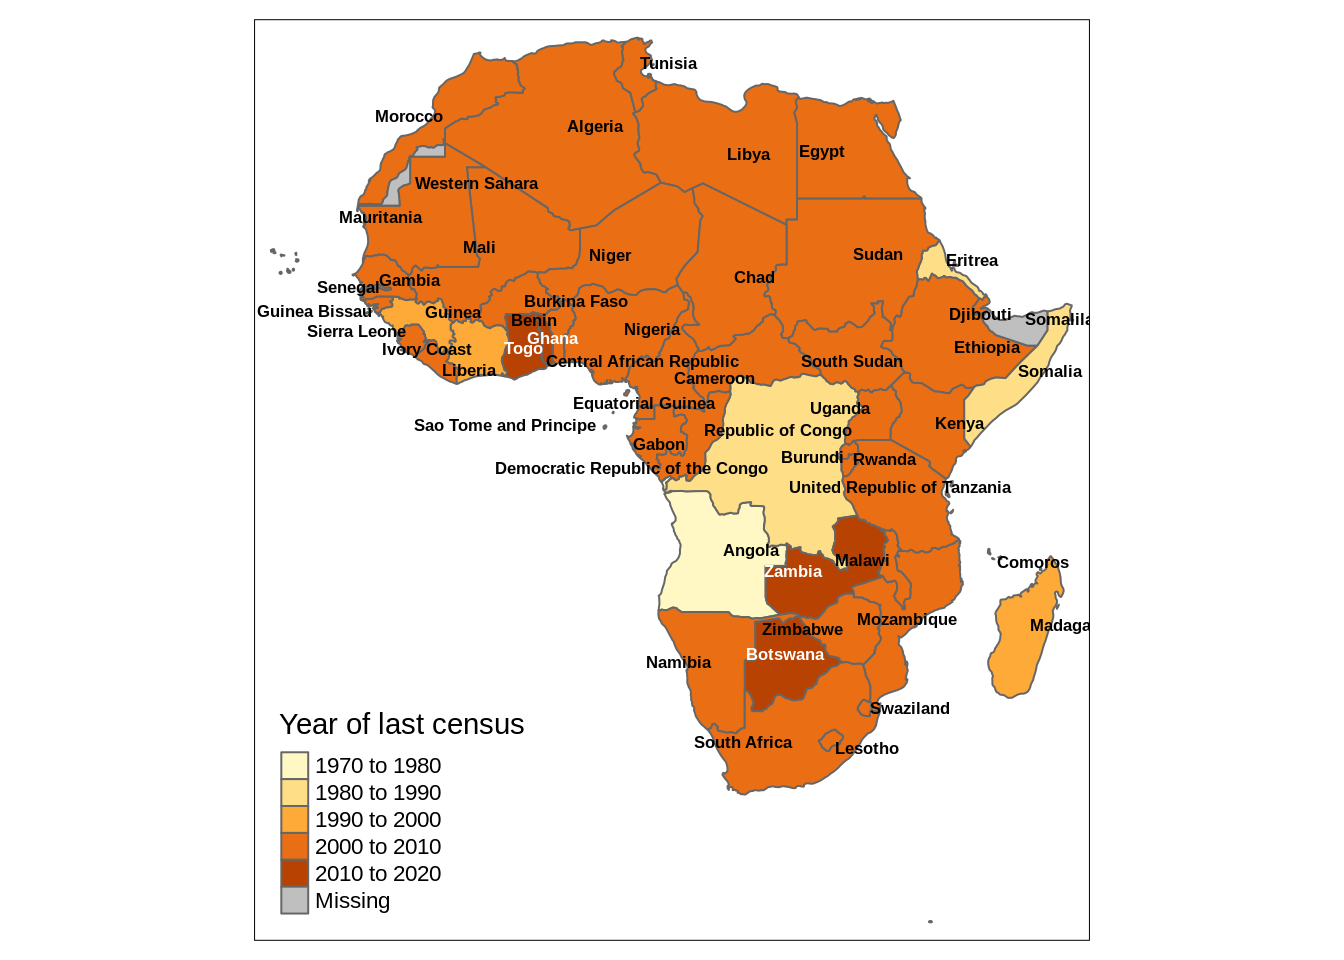 Tunisia
Morocco
Algeria
Libya
Egypt
Western Sahara
Mauritania
Mali
Niger
Sudan
Eritrea
Chad
Gambia
Senegal
Burkina Faso
Guinea Bissau
Guinea
Benin
Djibouti
Somalila
Sierra Leone
Nigeria
Ghana
Togo
Ivory Coast
Ethiopia
Central African Republic
South Sudan
Liberia
Cameroon
Somalia
Equatorial Guinea
Uganda
Sao Tome and Principe
Republic of Congo
Kenya
Gabon
Burundi
Rwanda
Democratic Republic of the Congo
United Republic of Tanzania
Angola
Malawi
Comoros
Zambia
Mozambique
Madaga
Zimbabwe
Botswana
Namibia
Swaziland
South Africa
Lesotho
Year of last census
1970 to 1980
1980 to 1990
1990 to 2000
2000 to 2010
2010 to 2020
Missing